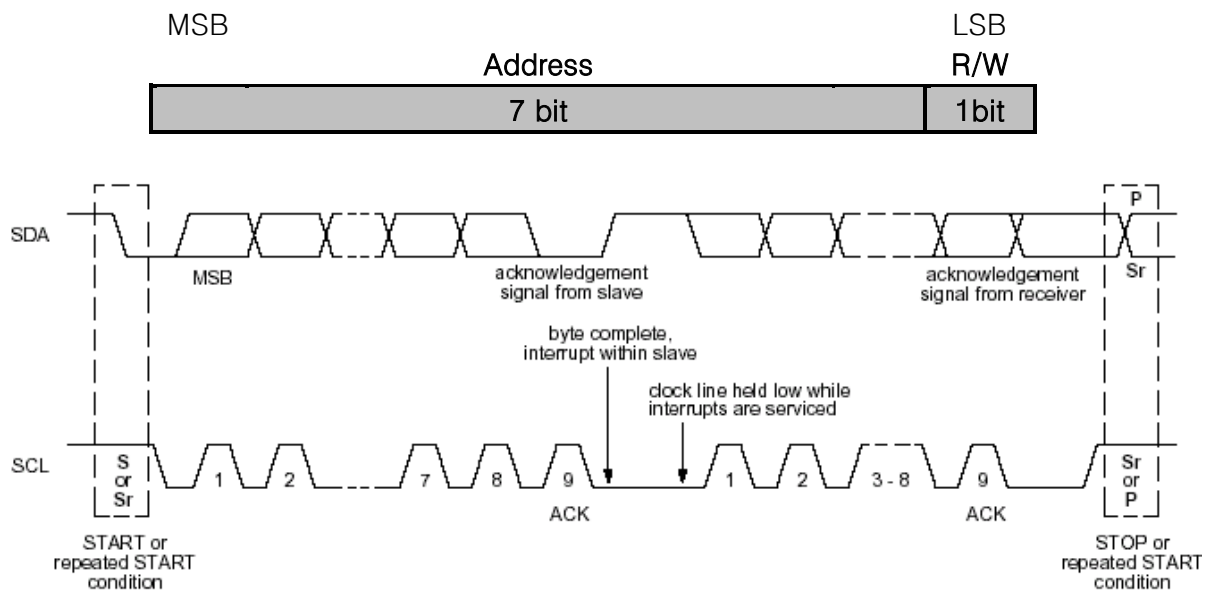 MSB LSB
Address R/W
7 bit 1bit
P
SDA
MSB
acknowledgement
signal from slave
acknowledgement
signal from receiver
Sr
byte complete,
interrupt within slave
clock line held low while
interrupts are serviced
SCL
S
or
Sr
1 2 7 8 9 1 2 3 - 8 9
Sr
or
P
ACK ACK
START or
repeated START
condition
STOP or
repeated START
condition